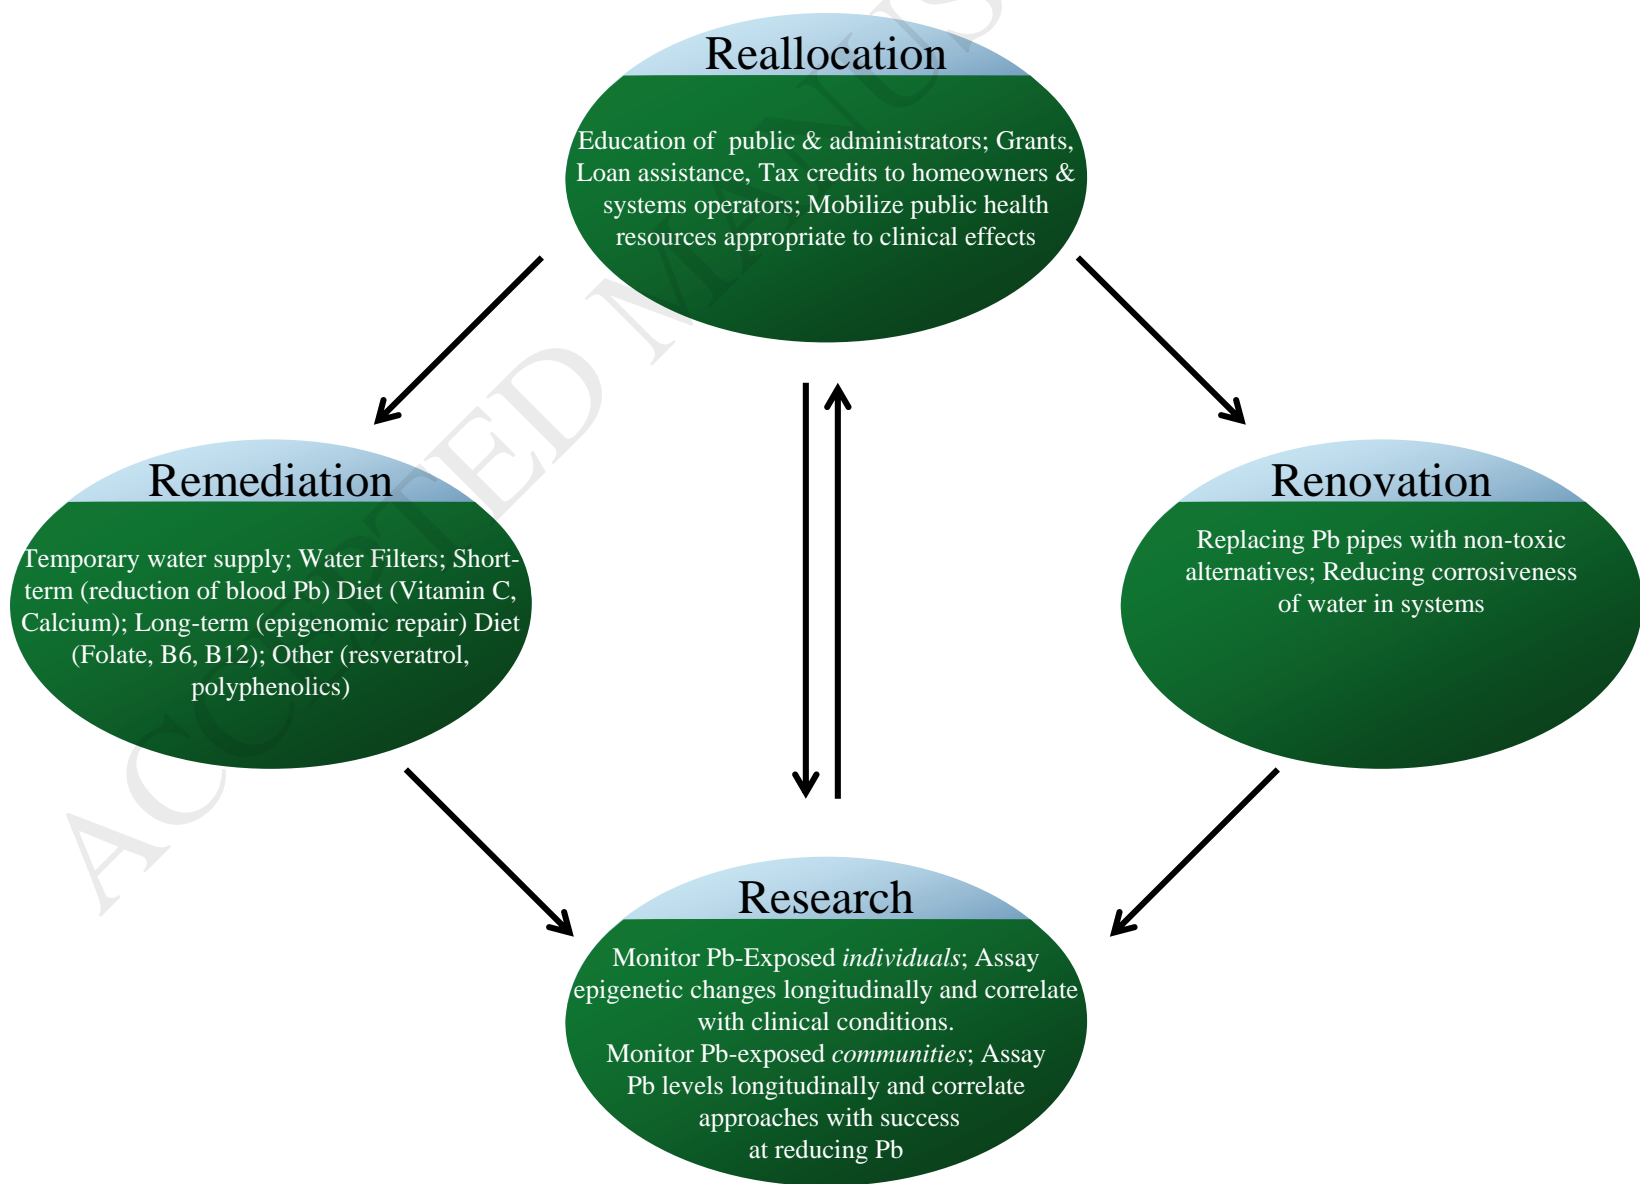 Reallocation
Education of public & administrators; Grants,
Loan assistance, Tax credits to homeowners &
systems operators; Mobilize public health
resources appropriate to clinical effects
Remediation
Temporary water supply; Water Filters; Short-
term (reduction of blood Pb) Diet (Vitamin C,
Calcium); Long-term (epigenomic repair) Diet
(Folate, B6, B12); Other (resveratrol,
polyphenolics)
Renovation
Replacing Pb pipes with non-toxic
alternatives; Reducing corrosiveness
of water in systems
Research
Monitor Pb-Exposed individuals; Assay
epigenetic changes longitudinally and correlate
with clinical conditions.
Monitor Pb-exposed communities; Assay
Pb levels longitudinally and correlate
approaches with success
at reducing Pb
ACCEPTED MANUS